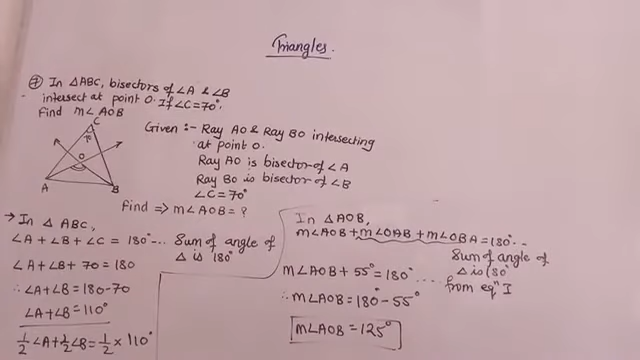 Triangles.
⑦ In △ABC, bisectors of ∠A & ∠B
intersect at point O. If ∠C=70°.
Find m∠AOB
C
70
O
A
B
Given :- Ray AO & Ray BO intersecting
at point O.
Ray AO is bisector of ∠A
Ray BO is bisector of ∠B
∠C=70°
Find => m∠AOB = ?
→ In △ ABC,
∠A + ∠B + ∠C = 180° ... Sum of angle of
△ is 180°
∠A + ∠B + 70 = 180
∴ ∠A + ∠B = 180-70
∠A + ∠B = 110°
1/2 ∠A + 1/2 ∠B = 1/2 × 110°
In △AOB,
m∠AOB + m∠OAB + m∠OBA = 180° ...
Sum of angle of
△ is 180°
m∠AOB + 55° = 180° .... from eqⁿ I
∴ m∠AOB = 180° - 55°
m∠AOB = 125°